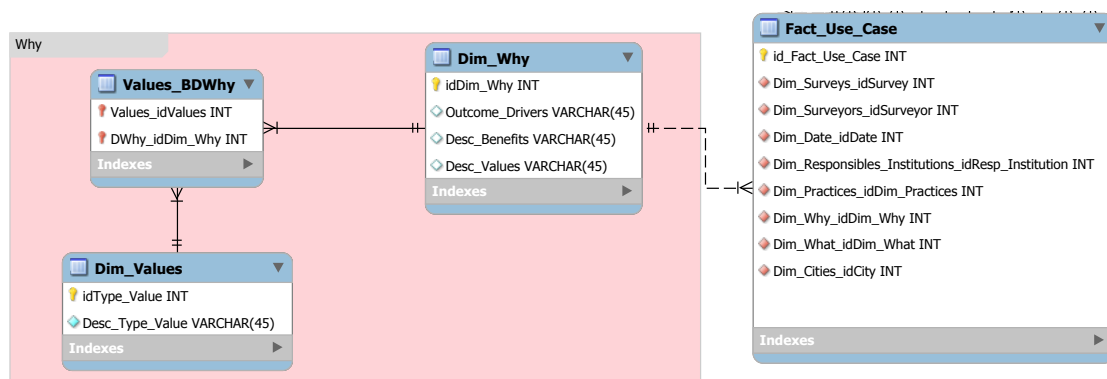 Why
Values_BDWhy
Values_idValues INT
DWhy_idDim_Why INT
Indexes
Dim_Why
idDim_Why INT
Outcome_Drivers VARCHAR(45)
Desc_Benefits VARCHAR(45)
Desc_Values VARCHAR(45)
Indexes
Dim_Values
idType_Value INT
Desc_Type_Value VARCHAR(45)
Indexes
Fact_Use_Case
id_Fact_Use_Case INT
Dim_Surveys_idSurvey INT
Dim_Surveyors_idSurveyor INT
Dim_Date_idDate INT
Dim_Responsibles_Institutions_idResp_Institution INT
Dim_Practices_idDim_Practices INT
Dim_Why_idDim_Why INT
Dim_What_idDim_What INT
Dim_Cities_idCity INT
Indexes